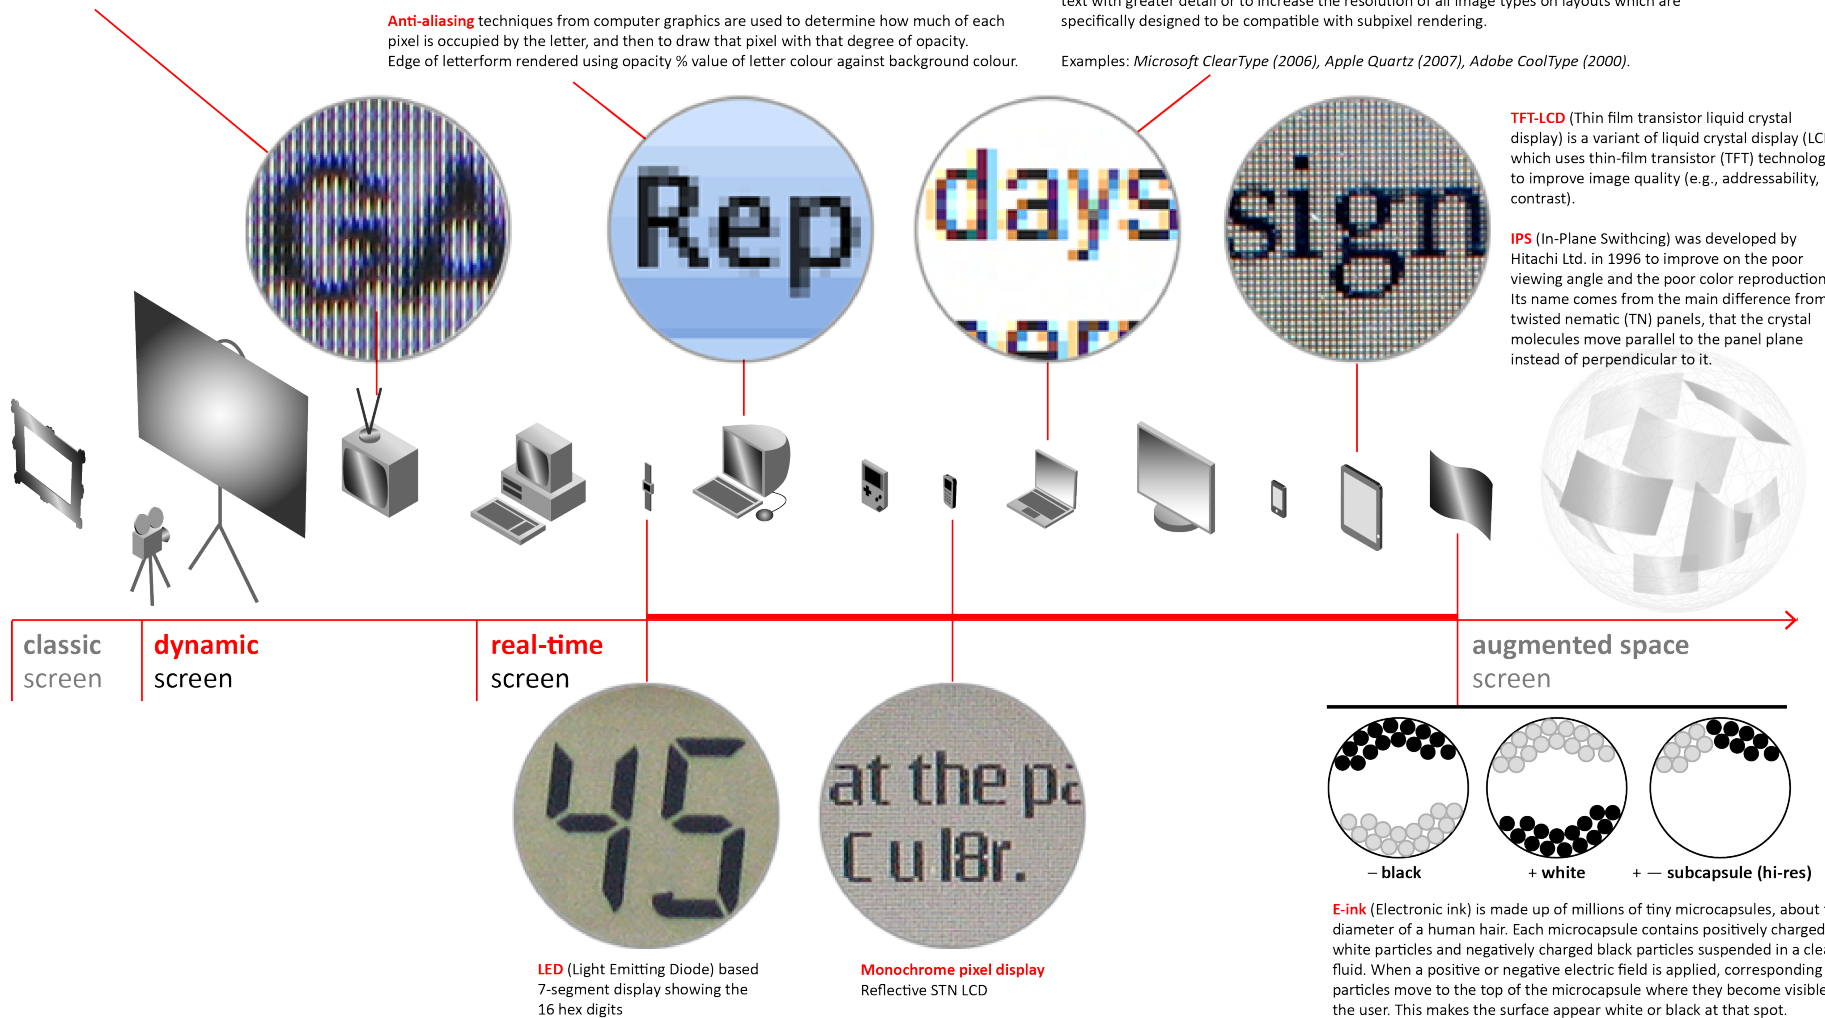 Anti-aliasing techniques from computer graphics are used to determine how much of each
pixel is occupied by the letter, and then to draw that pixel with that degree of opacity.
Edge of letterform rendered using opacity % value of letter colour against background colour.
text with greater detail or to increase the resolution of all image types on layouts which are
specifically designed to be compatible with subpixel rendering.
Examples: Microsoft ClearType (2006), Apple Quartz (2007), Adobe CoolType (2000).
Rep
days
sign
TFT-LCD (Thin film transistor liquid crystal
display) is a variant of liquid crystal display
which uses thin-film transistor (TFT)
to improve image quality (e.g., addressability,
contrast).
IPS (In-Plane Swithcing) was developed by
Hitachi Ltd. in 1996 to improve on the poor
viewing angle and the poor color reproduction
Its name comes from the main difference from
twisted nematic (TN) panels, that the crystal
molecules move parallel to the panel plane
instead of perpendicular to it.
classic
screen
dynamic
screen
real-time
screen
augmented space
screen
45
at the pa
C u l8r.
LED (Light Emitting Diode) based
7-segment display showing the
16 hex digits
Monochrome pixel display
Reflective STN LCD
– black
+ white
+ — subcapsule (hi-res)
E-ink (Electronic ink) is made up of millions of tiny microcapsules, about
diameter of a human hair. Each microcapsule contains positively charged
white particles and negatively charged black particles suspended in a
fluid. When a positive or negative electric field is applied, corresponding
particles move to the top of the microcapsule where they become visible
the user. This makes the surface appear white or black at that spot.